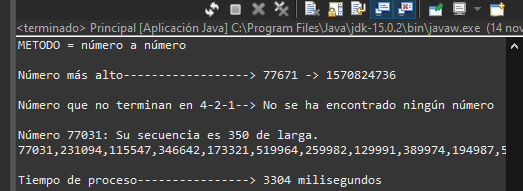 <terminado> Principal [Aplicación Java] C:\Program Files\Java\jdk-15.0.2\bin\javaw.exe (14 nov
METODO = número a número
Número más alto------------------> 77671 -> 1570824736
Número que no terminan en 4-2-1--> No se ha encontrado ningún número
Número 77031: Su secuencia es 350 de larga.
77031,231094,115547,346642,173321,519964,259982,129991,389974,194987,5
Tiempo de proceso----------------> 3304 milisegundos